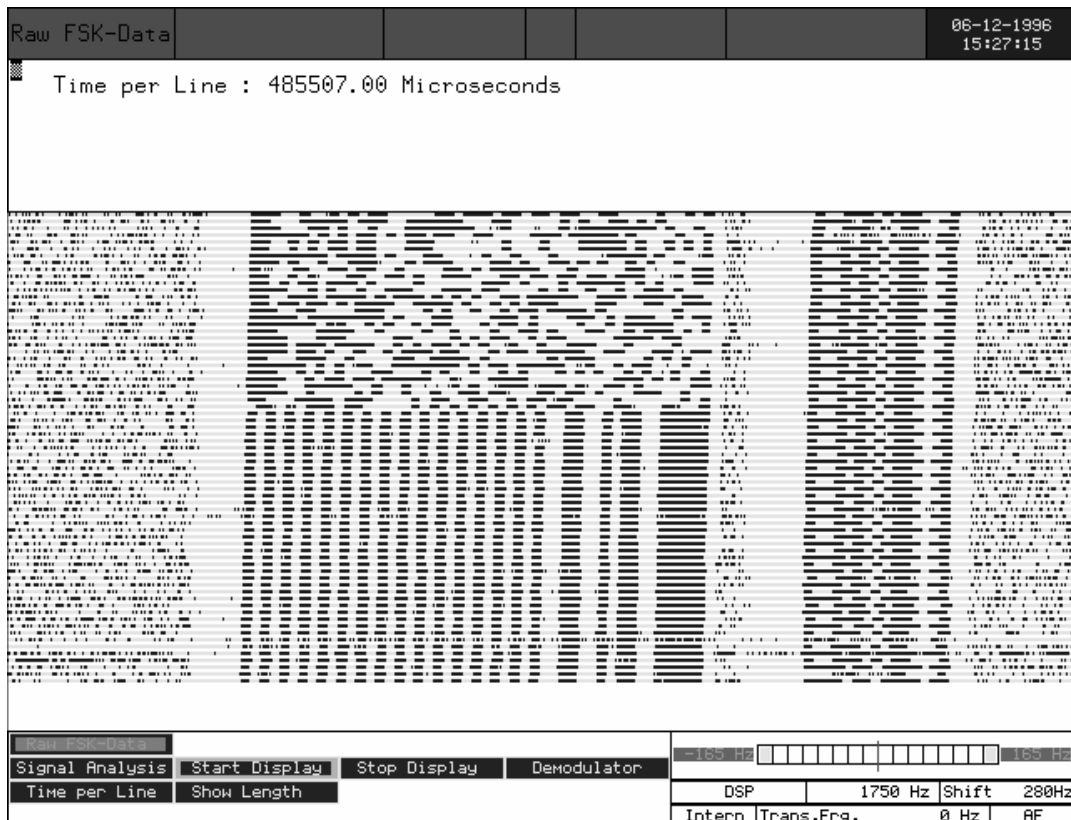 Raw FSK-Data
06-12-1996
15:27:15
Time per Line : 485507.00 Microseconds
Raw FSK-Data
Signal Analysis Start Display Stop Display Demodulator
Time per Line Show Length
-165 Hz 165 Hz
DSP 1750 Hz Shift 280Hz
Intern Trans.Frq. 0 Hz AF